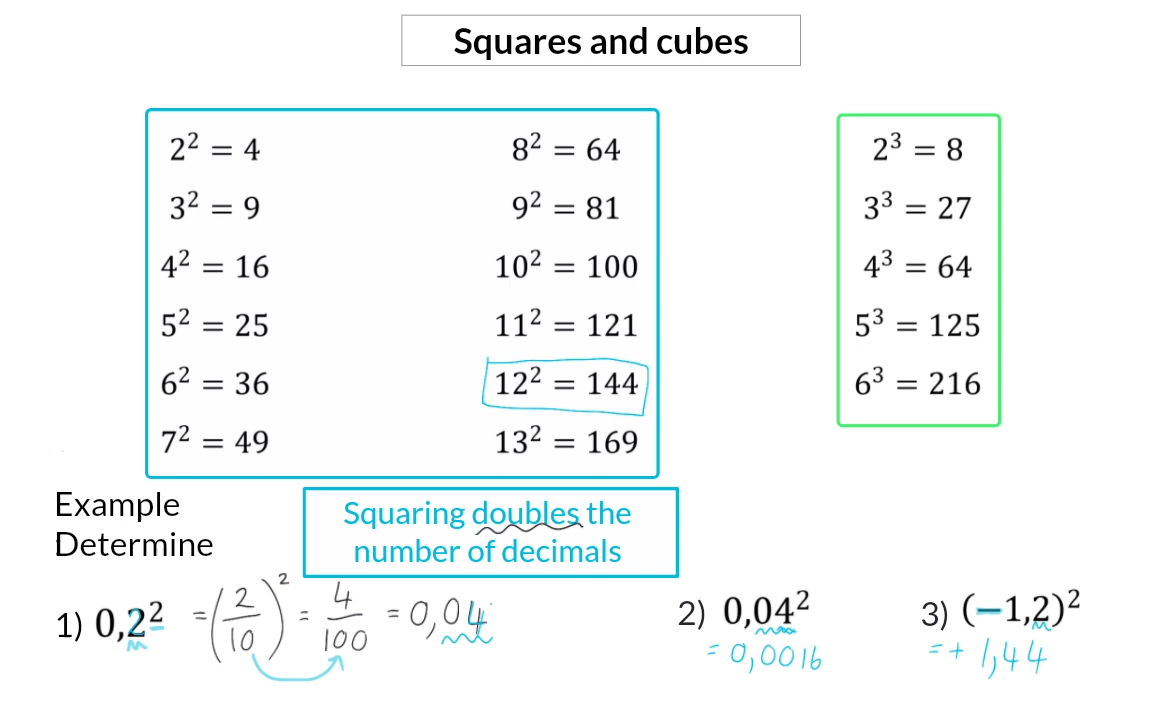 Squares and cubes
2² = 4
3² = 9
4² = 16
5² = 25
6² = 36
7² = 49
8² = 64
9² = 81
10² = 100
11² = 121
12² = 144
13² = 169
2³ = 8
3³ = 27
4³ = 64
5³ = 125
6³ = 216
Example
Determine
Squaring doubles the
number of decimals
1) 0,2² = (2/10)² = 4/100 = 0,04
2) 0,04²
= 0,0016
3) (−1,2)²
= + 1,44